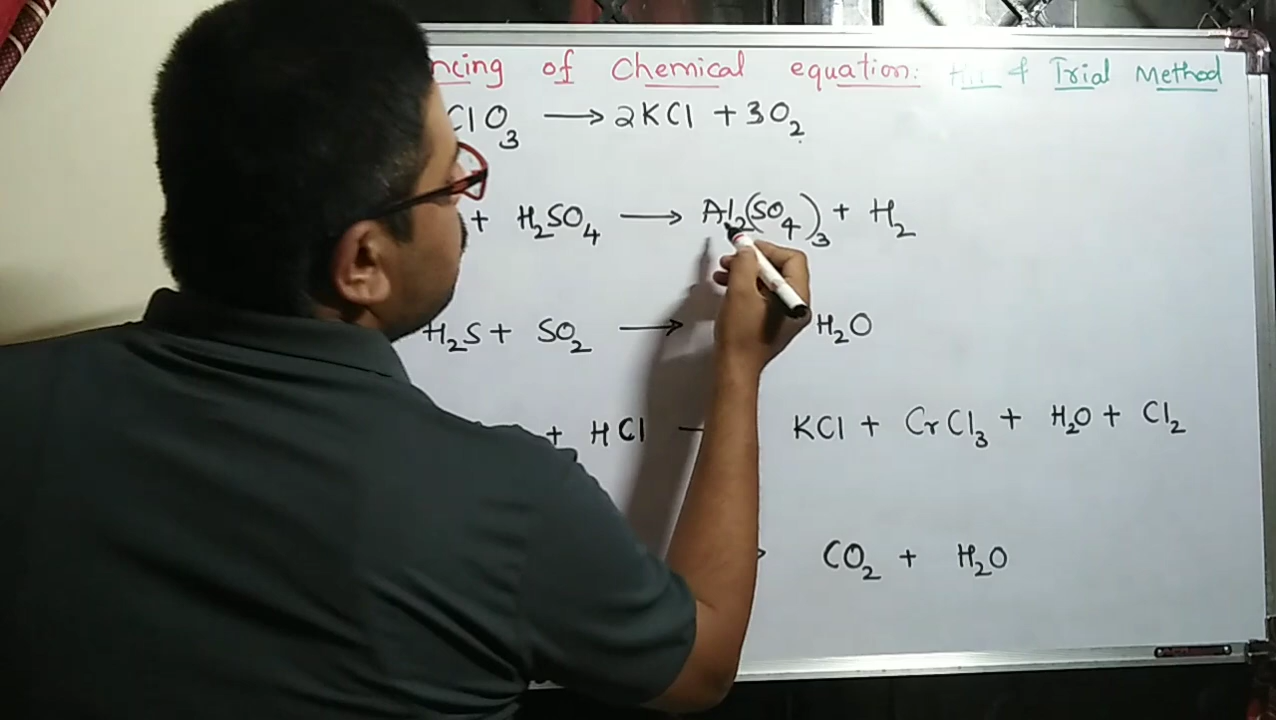 ncing of Chemical equation: Hit & Trial Method
ClO₃ ⟶ 2KCl + 3O₂
+ H₂SO₄ ⟶ Al₂(SO₄)₃ + H₂
H₂S + SO₂ ⟶ H₂O
+ HCl — KCl + CrCl₃ + H₂O + Cl₂
CO₂ + H₂O